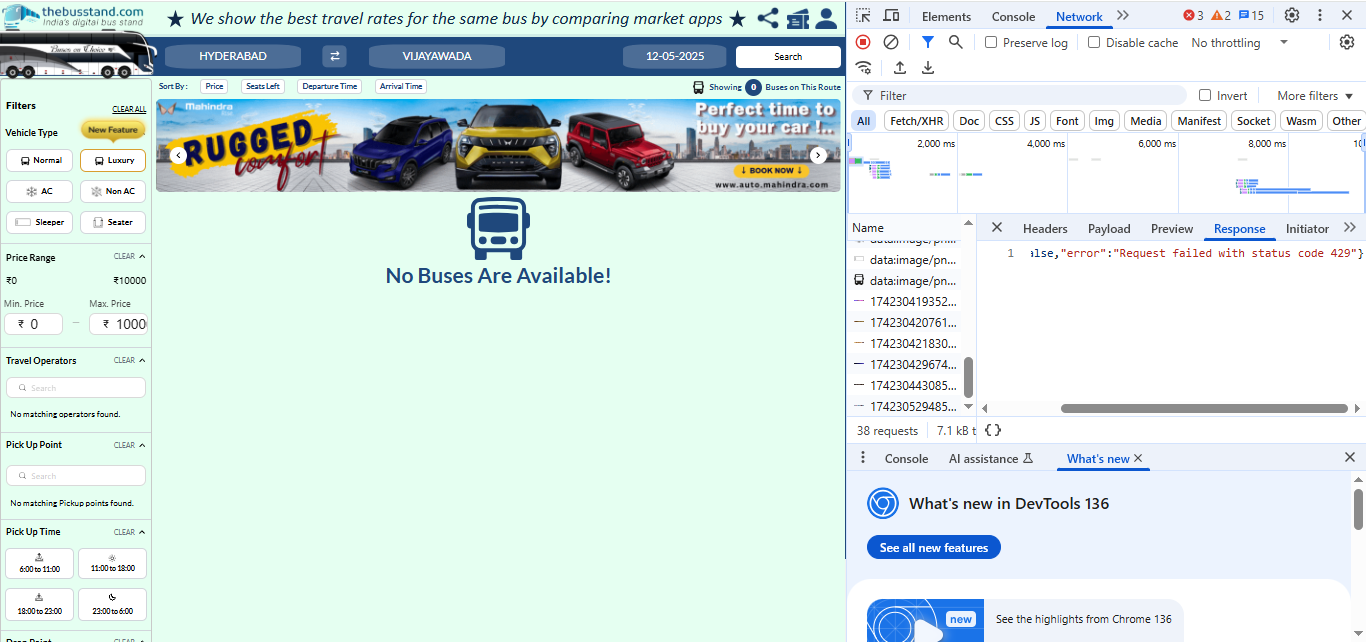 thebusstand.com
India's digital bus stand
★ We show the best travel rates for the same bus by comparing market apps ★
Buses on Choice
HYDERABAD
VIJAYAWADA
12-05-2025
Search
Filters
CLEAR ALL
Vehicle Type
New Feature
Normal
Luxury
AC
Non AC
Sleeper
Seater
Price Range
CLEAR
₹0
₹10000
Min. Price
Max. Price
₹ 0
–
₹ 1000
Travel Operators
CLEAR
Search
No matching operators found.
Pick Up Point
CLEAR
Search
No matching Pickup points found.
Pick Up Time
CLEAR
6:00 to 11:00
11:00 to 18:00
18:00 to 23:00
23:00 to 6:00
Drop Point
CLEAR
Sort By :
Price
Seats Left
Departure Time
Arrival Time
Showing 0 Buses on This Route
Mahindra
RUGGED
comfort
Perfect time to
buy your car !..
BOOK NOW
www.auto.mahindra.com
No Buses Are Available!
Elements
Console
Network
3
2
15
Preserve log
Disable cache
No throttling
Filter
Invert
More filters
All
Fetch/XHR
Doc
CSS
JS
Font
Img
Media
Manifest
Socket
Wasm
Other
2,000 ms
4,000 ms
6,000 ms
8,000 ms
10
Name
data:image/pn...
data:image/pn...
data:image/pn...
174230419352...
174230420761...
174230421830...
174230429674...
174230443085...
174230529485...
38 requests
7.1 kB t
Headers
Payload
Preview
Response
Initiator
1
alse,"error":"Request failed with status code 429"}
{}
Console
AI assistance
What's new
What's new in DevTools 136
See all new features
new
See the highlights from Chrome 136